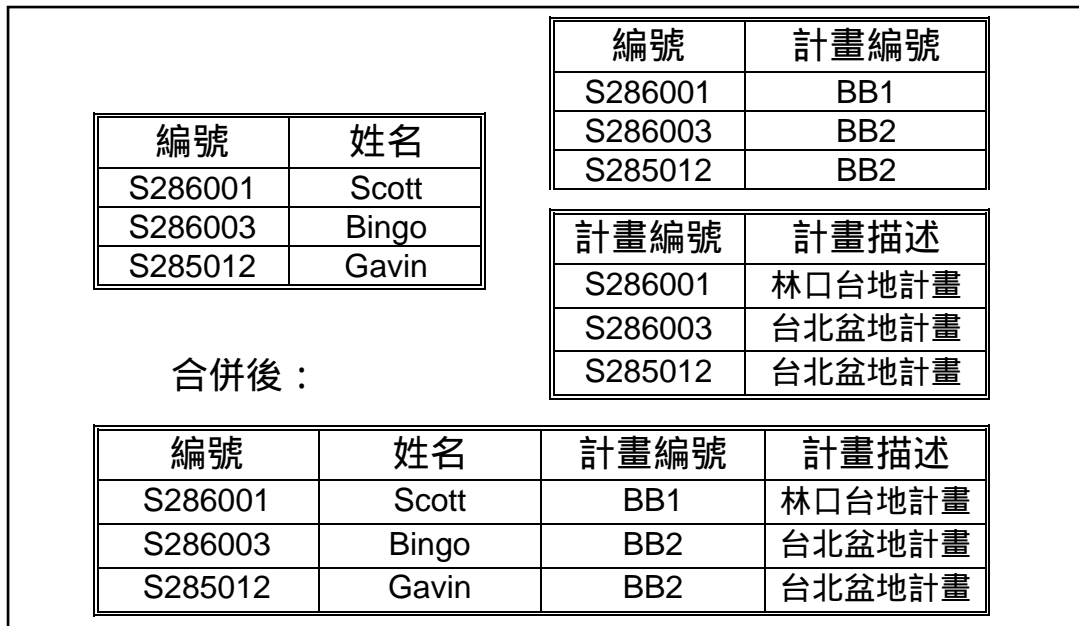 編號 計畫編號
S286001 BB1
S286003 BB2
S285012 BB2
編號 姓名
S286001 Scott
S286003 Bingo
S285012 Gavin
計畫編號 計畫描述
S286001 林口台地計畫
S286003 台北盆地計畫
S285012 台北盆地計畫
合併後：
編號 姓名 計畫編號 計畫描述
S286001 Scott BB1 林口台地計畫
S286003 Bingo BB2 台北盆地計畫
S285012 Gavin BB2 台北盆地計畫